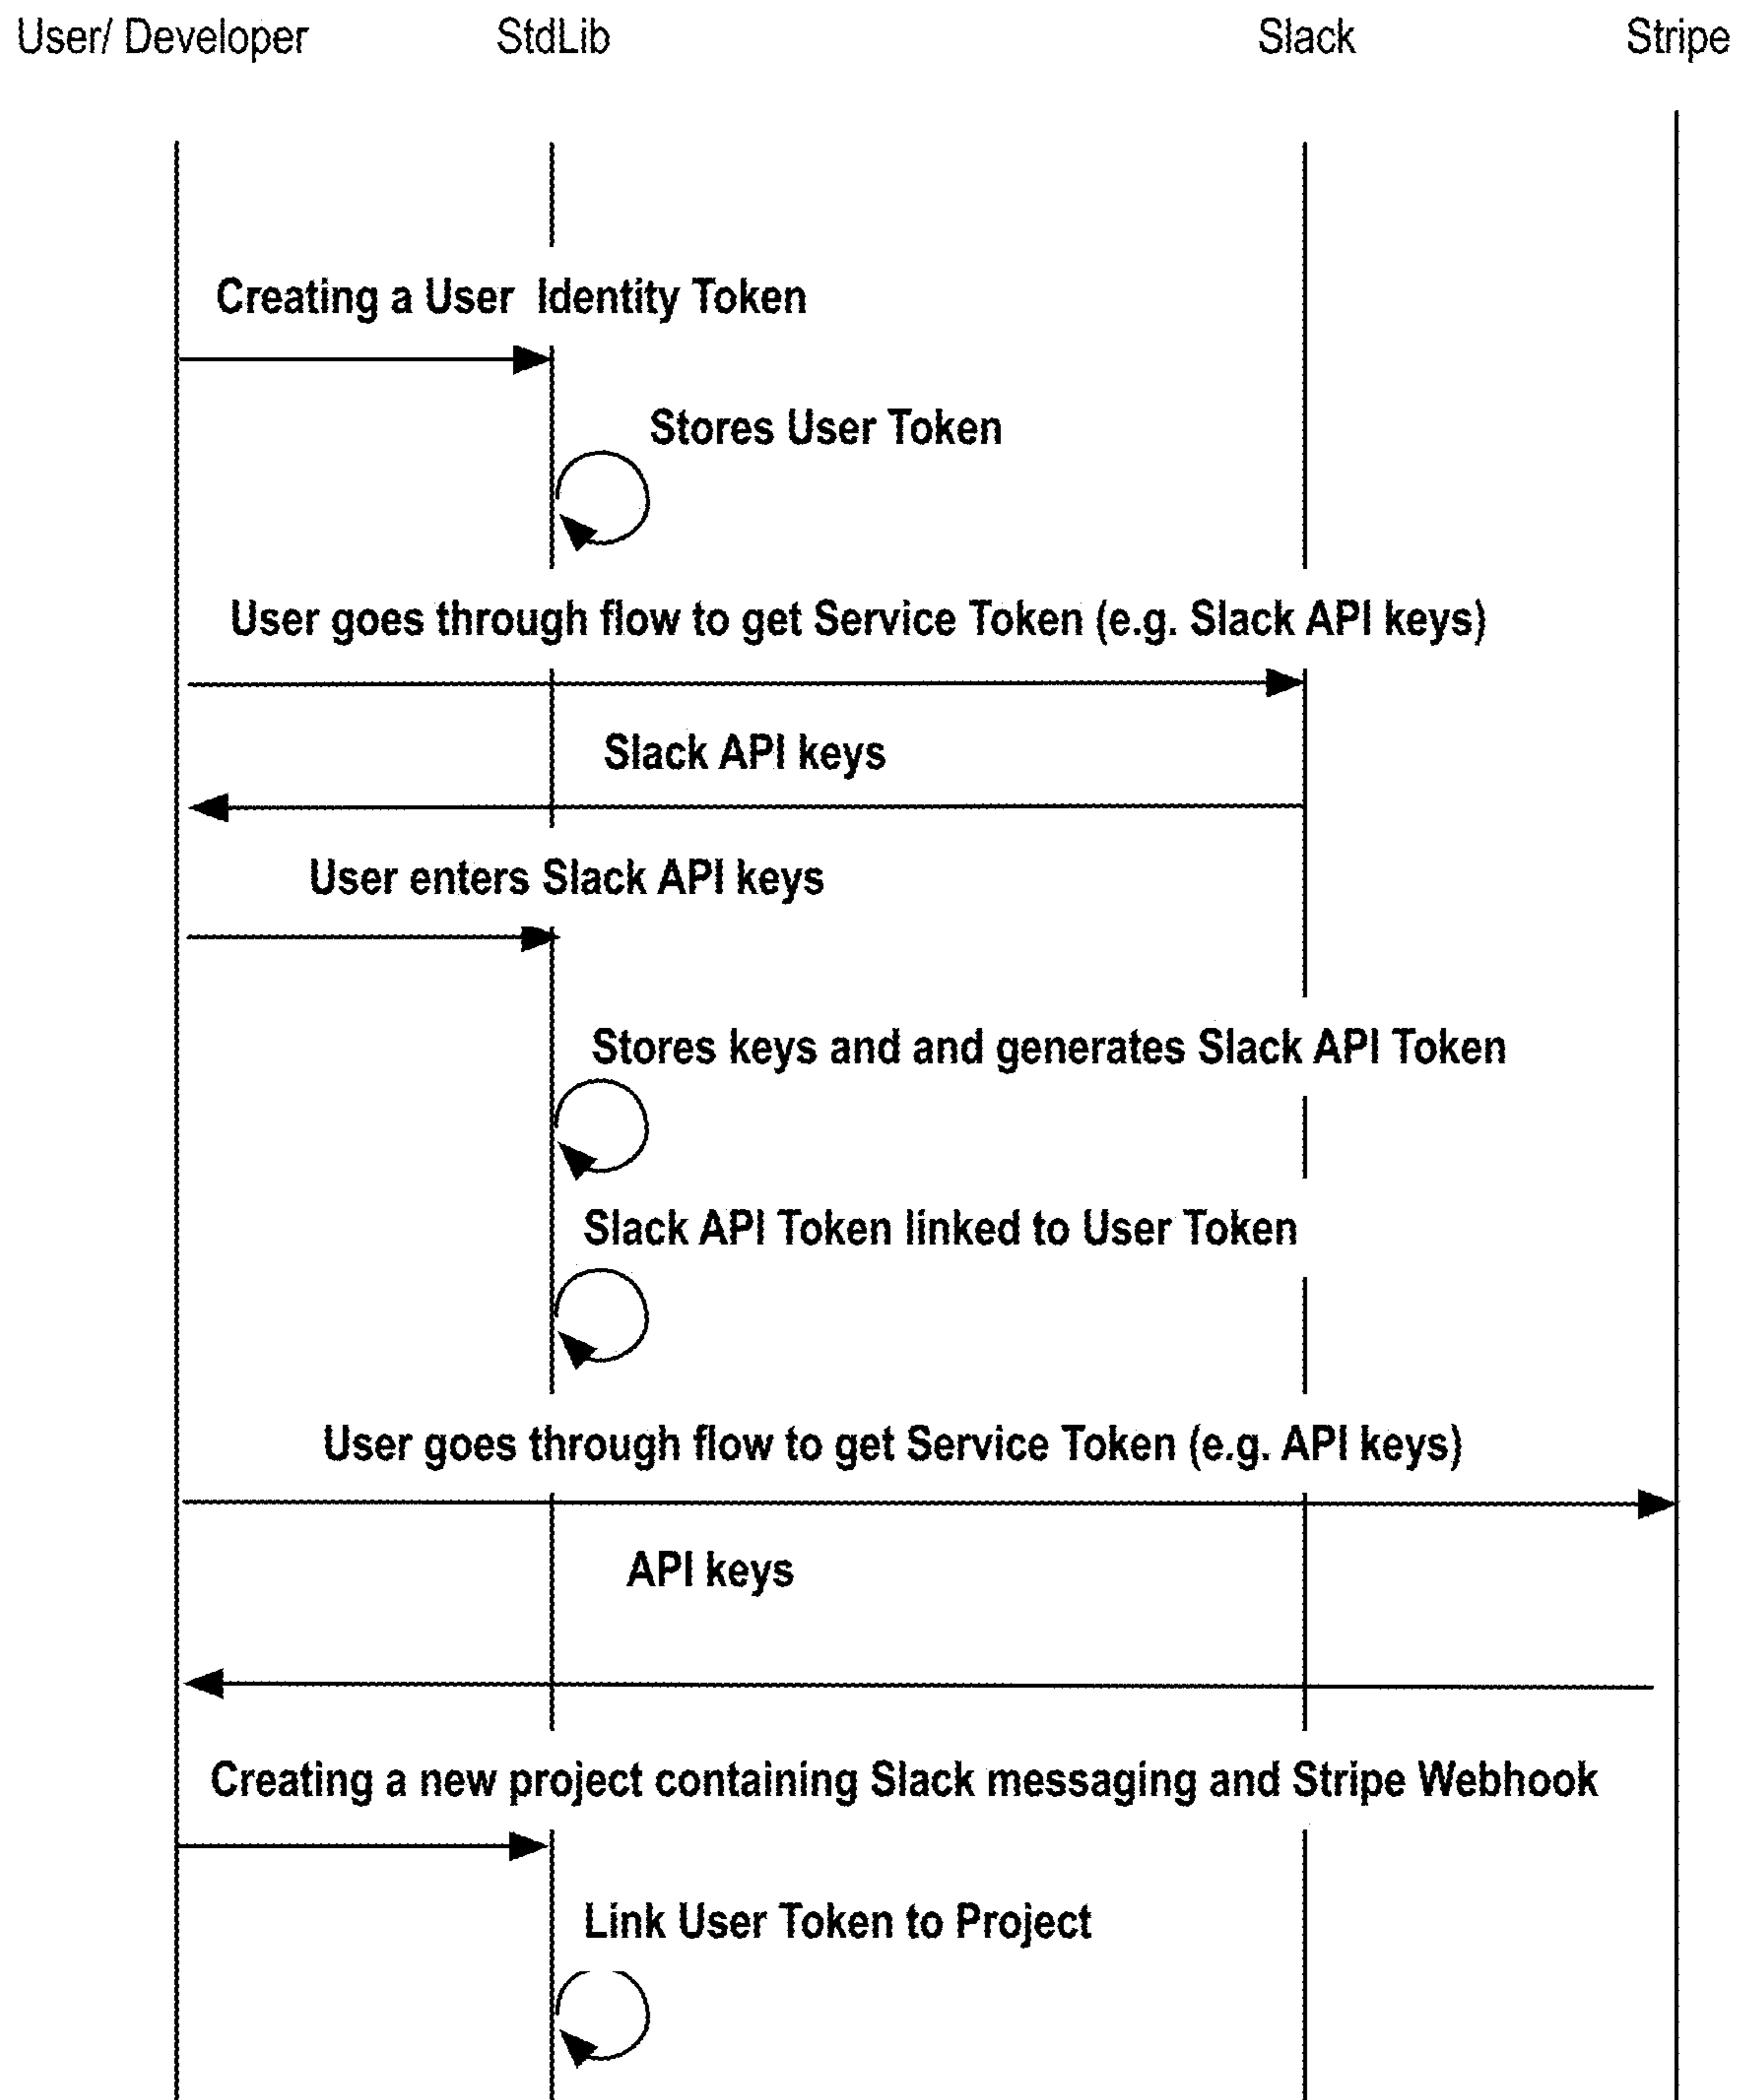 User/ Developer StdLib Slack Stripe
Creating a User Identity Token
Stores User Token
User goes through flow to get Service Token (e.g. Slack API keys)
Slack API keys
User enters Slack API keys
Stores keys and and generates Slack API Token
Slack API Token linked to User Token
User goes through flow to get Service Token (e.g. API keys)
API keys
Creating a new project containing Slack messaging and Stripe Webhook
Link User Token to Project